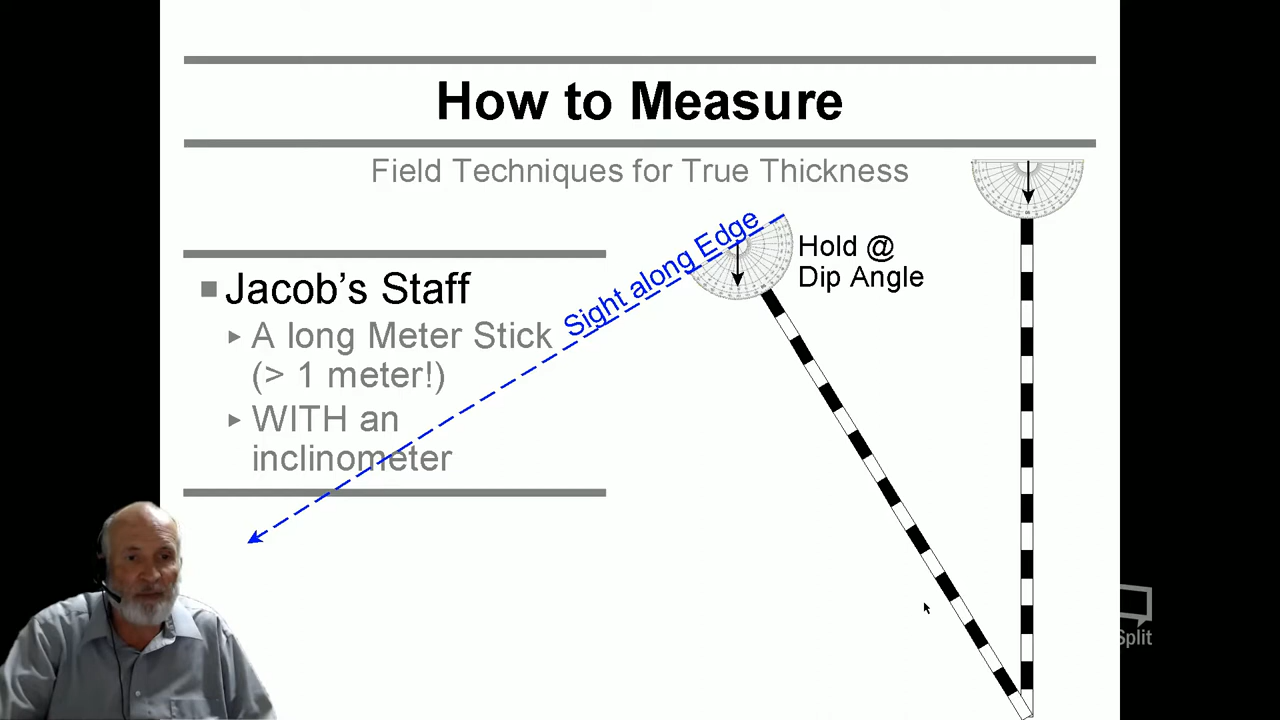 How to Measure
Field Techniques for True Thickness
Jacob's Staff
A long Meter Stick
(> 1 meter!)
WITH an
inclinometer
Sight along Edge
Hold @
Dip Angle
Split